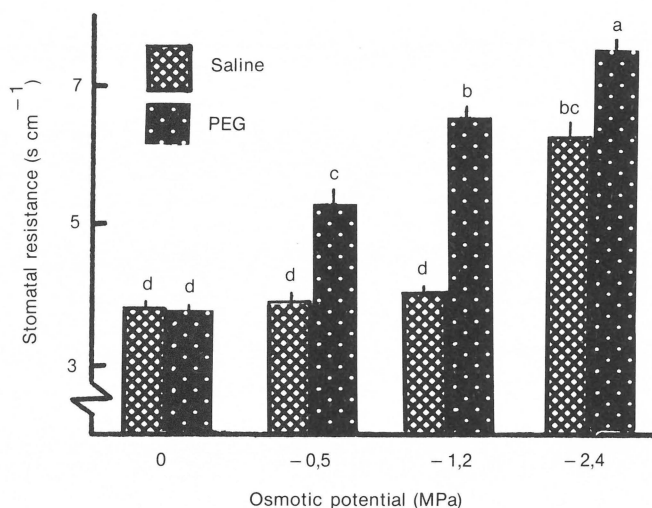 Stomatal resistance (s cm⁻¹)
7
5
3
Saline
PEG
d
d
d
c
d
b
bc
a
0
−0,5
−1,2
−2,4
Osmotic potential (MPa)